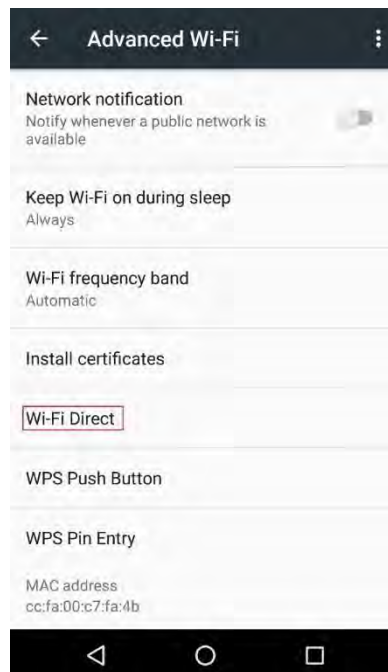 Advanced Wi-Fi
Network notification
Notify whenever a public network is
available
Keep Wi-Fi on during sleep
Always
Wi-Fi frequency band
Automatic
Install certificates
Wi-Fi Direct
WPS Push Button
WPS Pin Entry
MAC address
cc:fa:00:c7:fa:4b